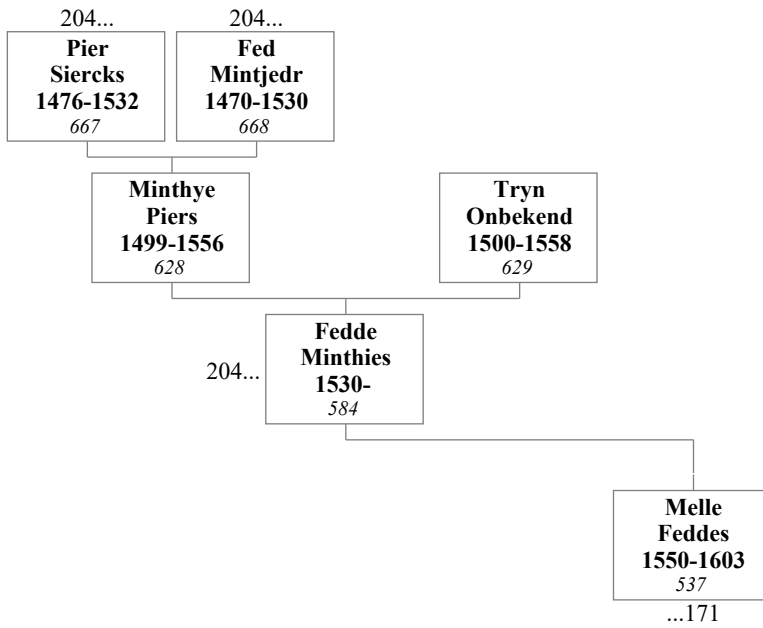 204...
204...
Pier
Siercks
1476-1532
667
Fed
Mintjedr
1470-1530
668
Minthye
Piers
1499-1556
628
Tryn
Onbekend
1500-1558
629
204...
Fedde
Minthies
1530-
584
Melle
Feddes
1550-1603
537
...171